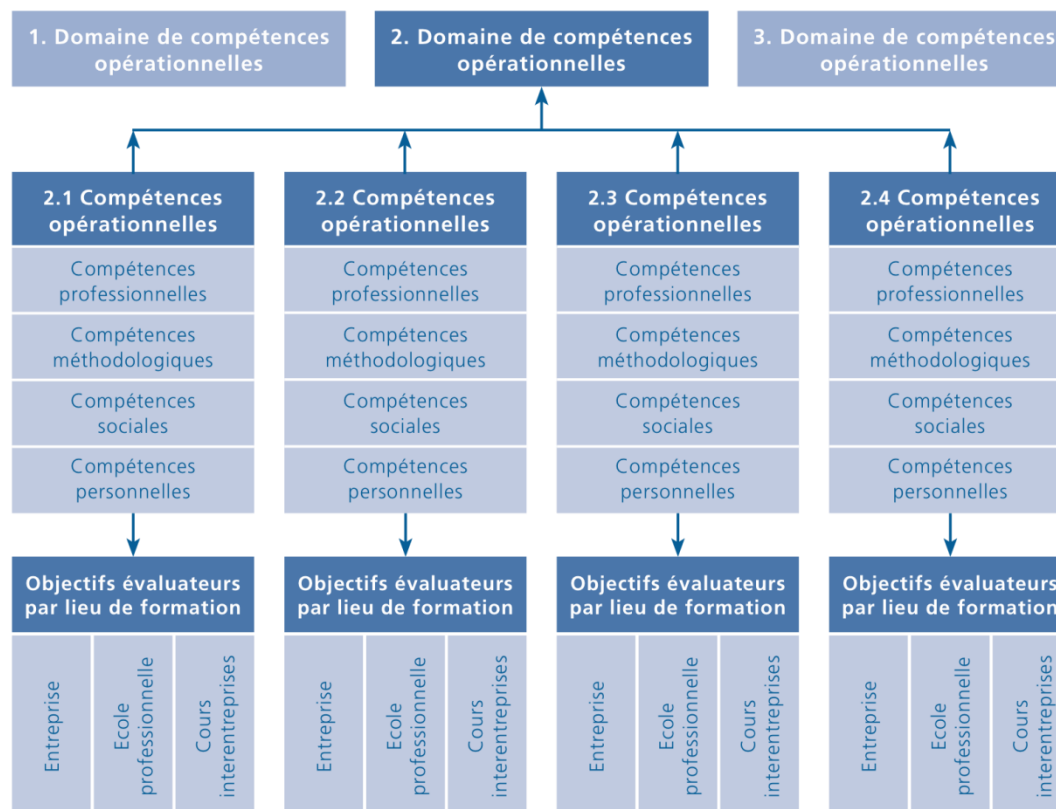 1. Domaine de compétences
opérationnelles
2. Domaine de compétences
opérationnelles
3. Domaine de compétences
opérationnelles
2.1 Compétences
opérationnelles
Compétences
professionnelles
Compétences
méthodologiques
Compétences
sociales
Compétences
personnelles
Objectifs évaluateurs
par lieu de formation
Entreprise
Ecole
professionnelle
Cours
interentreprises
2.2 Compétences
opérationnelles
Compétences
professionnelles
Compétences
méthodologiques
Compétences
sociales
Compétences
personnelles
Objectifs évaluateurs
par lieu de formation
Entreprise
Ecole
professionnelle
Cours
interentreprises
2.3 Compétences
opérationnelles
Compétences
professionnelles
Compétences
méthodologiques
Compétences
sociales
Compétences
personnelles
Objectifs évaluateurs
par lieu de formation
Entreprise
Ecole
professionnelle
Cours
interentreprises
2.4 Compétences
opérationnelles
Compétences
professionnelles
Compétences
méthodologiques
Compétences
sociales
Compétences
personnelles
Objectifs évaluateurs
par lieu de formation
Entreprise
Ecole
professionnelle
Cours
interentreprises